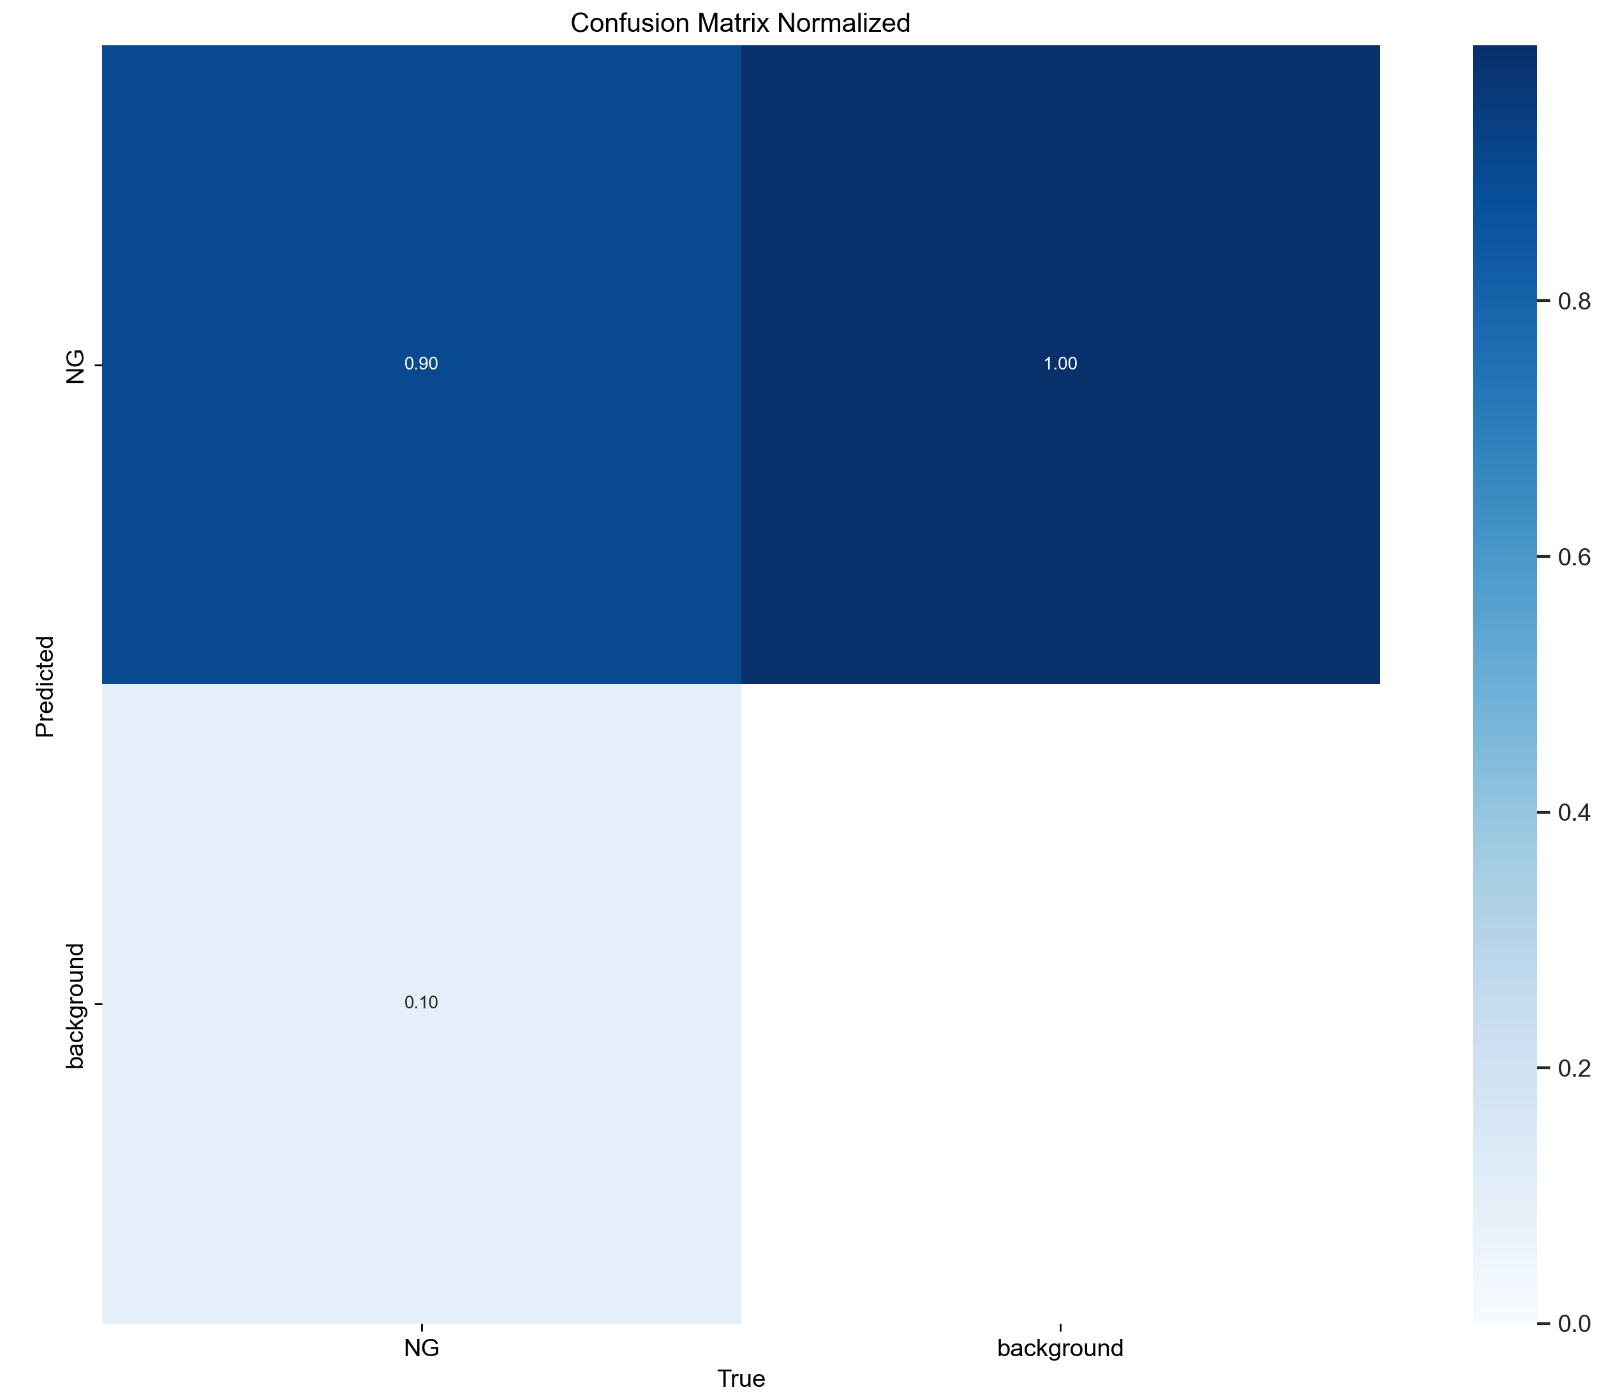 Confusion Matrix Normalized
NG
0.90
1.00
Predicted
background
0.10
NG
background
True
0.8
0.6
0.4
0.2
0.0